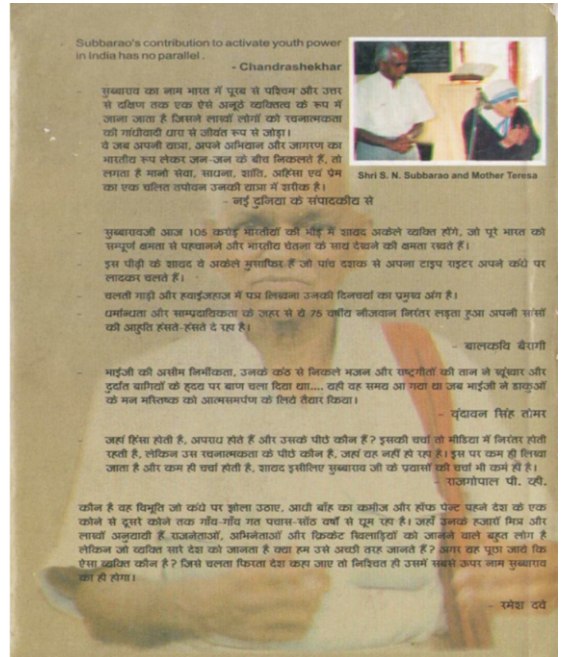 Subbarao's contribution to activate youth power
in India has no parallel .
- Chandrashekhar
Shri S. N. Subbarao and Mother Teresa
- सुब्बाराव का नाम भारत में पूरब से पश्चिम और उत्तर
से दक्षिण तक एक ऐसे अनूठे व्यक्तित्व के रूप में
जाना जाता है जिसने लाखों लोगों को रचनात्मकता
की गांधीवादी धारा से जीवंत रूप से जोड़ा।
- वे जब अपनी यात्रा, अपने अभियान और जागरण का
भारतीय रूप लेकर जन-जन के बीच निकलते हैं, तो
लगता है मानो सेवा, साधना, शांति, अहिंसा एवं प्रेम
का एक चलित तपोवन उनकी यात्रा में शरीक है।
- नई दुनिया के संपादकीय से
- सुब्बारावजी आज 105 करोड़ भारतीयों की भीड़ में शायद अकेले व्यक्ति होंगे, जो पूरे भारत को
सम्पूर्ण क्षमता से पहचानने और भारतीय चेतना के साथ देखने की क्षमता रखते हैं।
- इस पीढ़ी के शायद वे अकेले मुसाफिर हैं जो पांच दशक से अपना टाइप राइटर अपने कंधे पर
लादकर चलते हैं।
- चलती गाड़ी और हवाईजहाज में पत्र लिखना उनकी दिनचर्या का प्रमुख अंग है।
- धर्मान्धता और साम्प्रदायिकता के जहर से ये 75 वर्षीय नौजवान निरंतर लड़ता हुआ अपनी सांसों
की आहुति हंसते-हंसते दे रहा है।
- बालकवि बैरागी
- भाईजी की असीम निर्भीकता, उनके कंठ से निकले भजन और राष्ट्रगीतों की तान ने खूंखार और
दुर्दांत बागियों के हृदय पर बाण चला दिया था.... यही वह समय आ गया था जब भाईजी ने डाकुओं
के मन मस्तिष्क को आत्मसमर्पण के लिये तैयार किया।
- वृंदावन सिंह तोमर
- जहां हिंसा होती है, अपराध होते हैं और उसके पीछे कौन हैं? इसकी चर्चा तो मीडिया में निरंतर होती
रहती है, लेकिन उस रचनात्मकता के पीछे कौन है, जहां यह नहीं हो रहा है। इस पर कम ही लिखा
जाता है और कम ही चर्चा होती है, शायद इसीलिए सुब्बाराव जी के प्रयासों की चर्चा भी कम ही है।
- राजगोपाल पी. व्ही.
कौन है वह विभूति जो कंधे पर झोला उठाए, आधी बाँह का कमीज और हॉफ पेन्ट पहने देश के एक
कोने से दूसरे कोने तक गाँव-गाँव गत पचास-साँठ वर्षों से घूम रहा है। जहाँ उनके हजारों मित्र और
लाखों अनुयायी हैं राजनेताओं, अभिनेताओं और क्रिकेट खिलाड़ियों को जानने वाले बहुत लोग है
लेकिन जो व्यक्ति सारे देश को जानता है क्या हम उसे अच्छी तरह जानते हैं? अगर यह पूछा जाये कि
ऐसा व्यक्ति कौन है? जिसे चलता फिरता देश कहा जाए तो निश्चित ही उसमें सबसे ऊपर नाम सुब्बाराव
का ही होगा।
- रमेश दवे